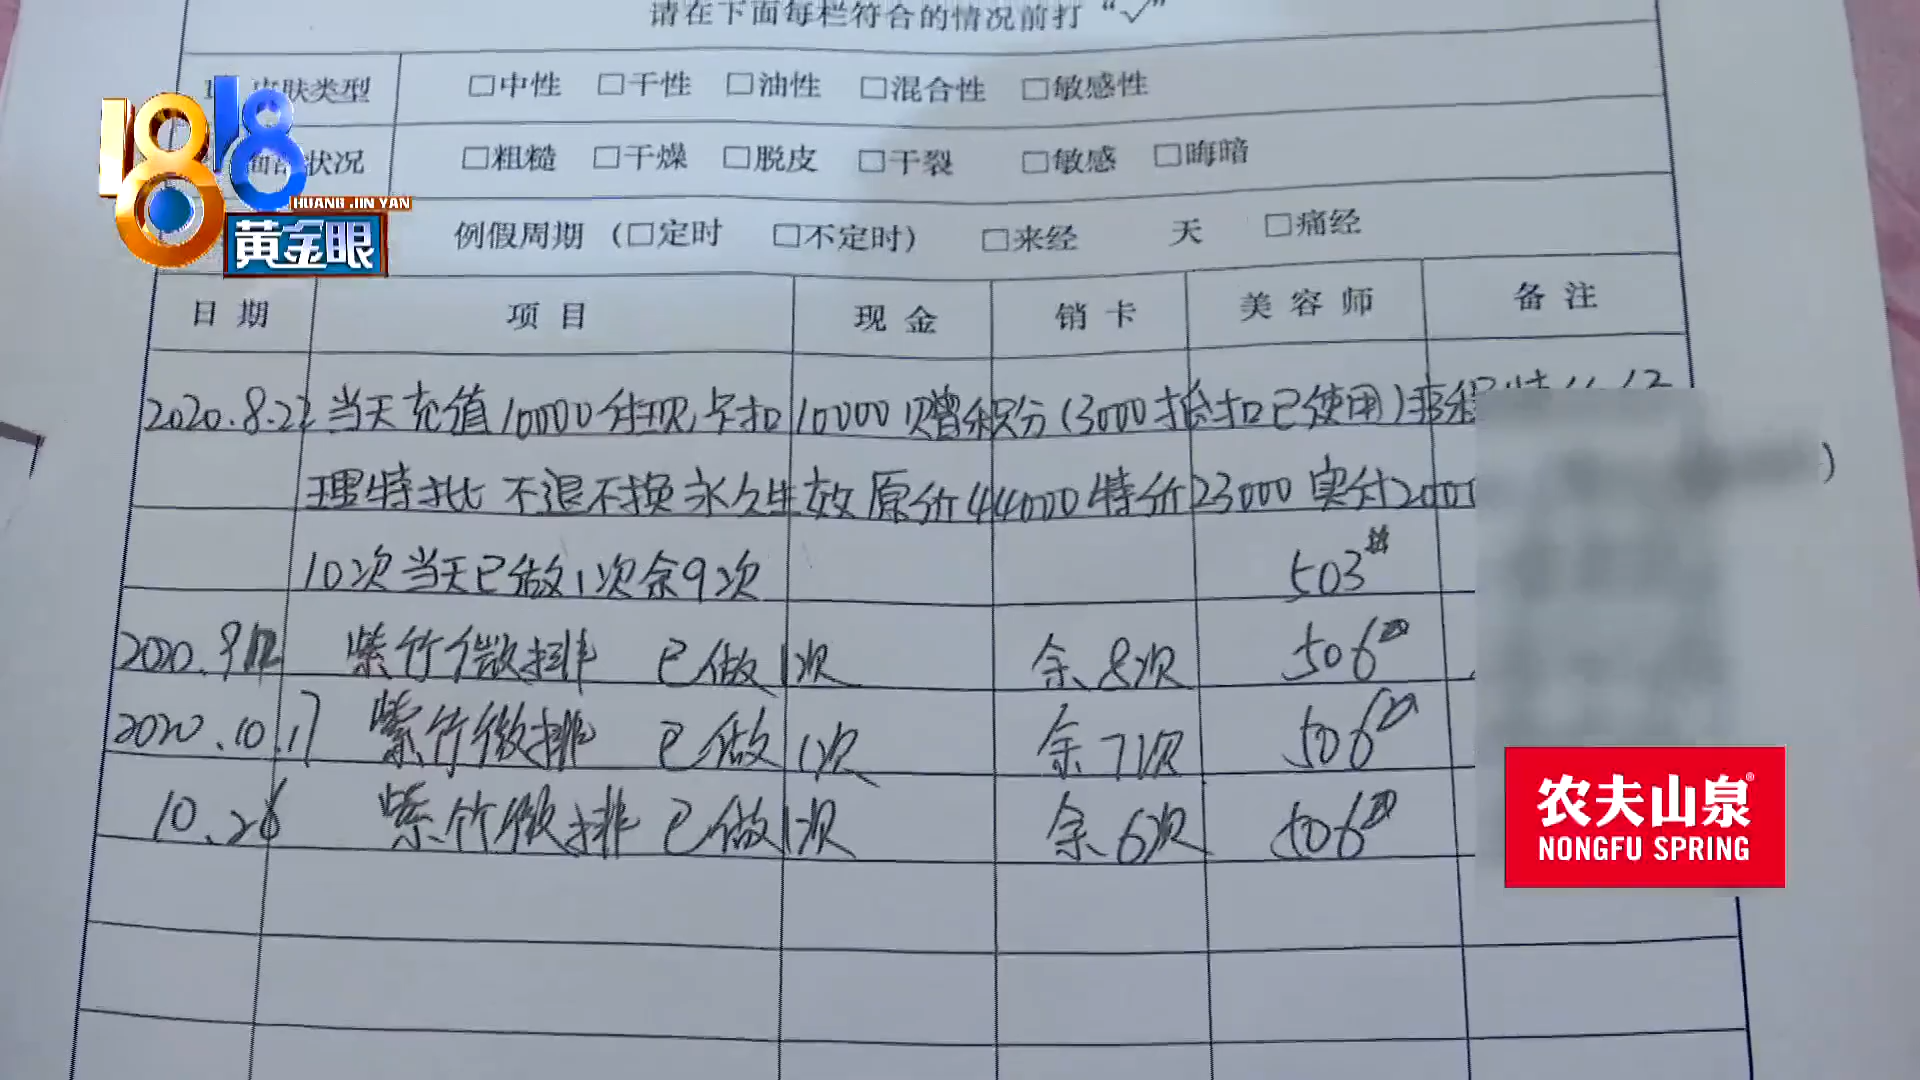 请在下面每栏符合的情况前打“✓”
肤类型 □中性 □干性 □油性 □混合性 □敏感性
状况 □粗糙 □干燥 □脱皮 □干裂 □敏感 □晦暗
1818
HUANG JIN YAN
黄金眼
例假周期（□定时 □不定时） □来经 天 □痛经
日期 项目 现金 销卡 美容师 备注
2020.8.22 当天充值10000 卡扣10000 赠积分(3000抵扣已使用)
理特批 不退不换 永久生效 原价44000 特价23000 实付2000
10次 当天已做1次 余9次 503
2020.9.12 紫竹微排 已做1次 余8次 506
2020.10.17 紫竹微排 已做1次 余7次 506
10.26 紫竹微排 已做1次 余6次 506
农夫山泉®
NONGFU SPRING